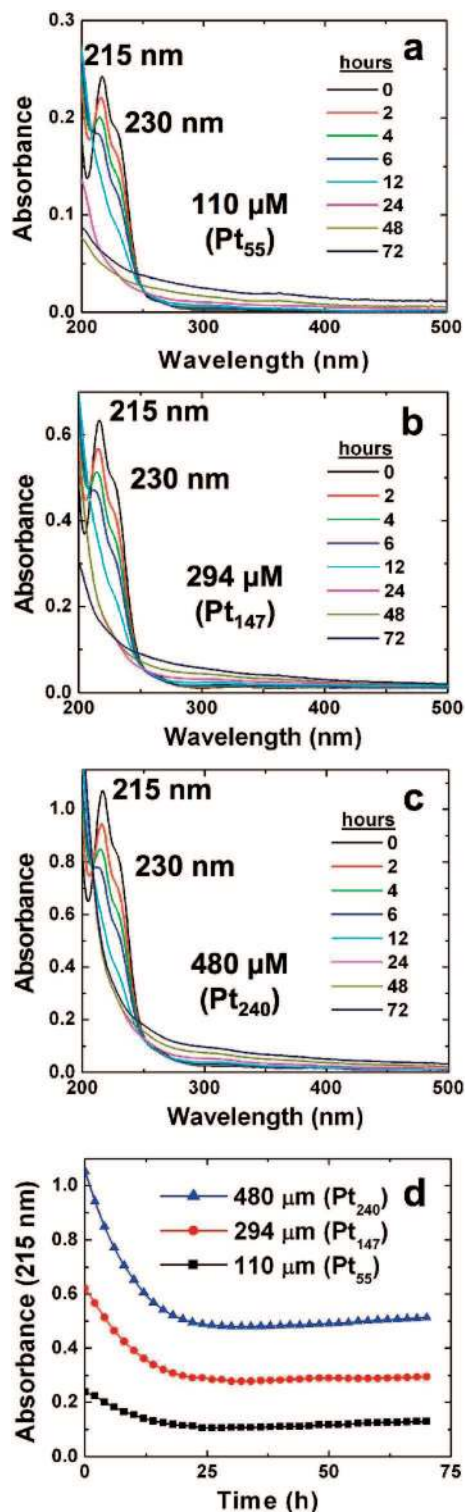 a
215 nm
230 nm
110 µM
(Pt55)
hours
0
2
4
6
12
24
48
72
Absorbance
0.3
0.2
0.1
0.0
200 300 400 500
Wavelength (nm)
b
215 nm
230 nm
294 µM
(Pt147)
hours
0
2
4
6
12
24
48
72
Absorbance
0.6
0.4
0.2
0.0
200 300 400 500
Wavelength (nm)
c
215 nm
230 nm
480 µM
(Pt240)
hours
0
2
4
6
12
24
48
72
Absorbance
1.0
0.8
0.6
0.4
0.2
0.0
200 300 400 500
Wavelength (nm)
d
480 µm (Pt240)
294 µm (Pt147)
110 µm (Pt55)
Absorbance (215 nm)
1.0
0.8
0.6
0.4
0.2
0.0
0 25 50 75
Time (h)